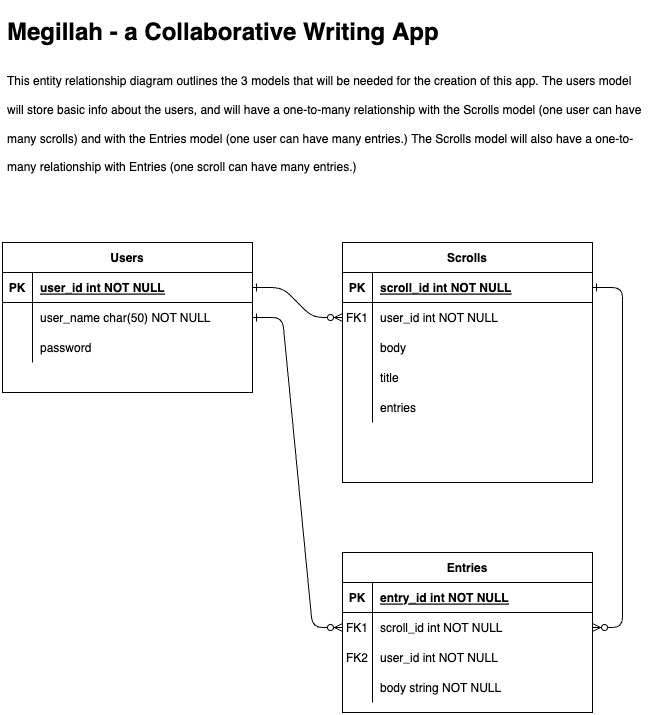 Megillah - a Collaborative Writing App
This entity relationship diagram outlines the 3 models that will be needed for the creation of this app. The users model
will store basic info about the users, and will have a one-to-many relationship with the Scrolls model (one user can have
many scrolls) and with the Entries model (one user can have many entries.) The Scrolls model will also have a one-to-
many relationship with Entries (one scroll can have many entries.)
Users
PK user_id int NOT NULL
user_name char(50) NOT NULL
password
Scrolls
PK scroll_id int NOT NULL
FK1 user_id int NOT NULL
body
title
entries
Entries
PK entry_id int NOT NULL
FK1 scroll_id int NOT NULL
FK2 user_id int NOT NULL
body string NOT NULL